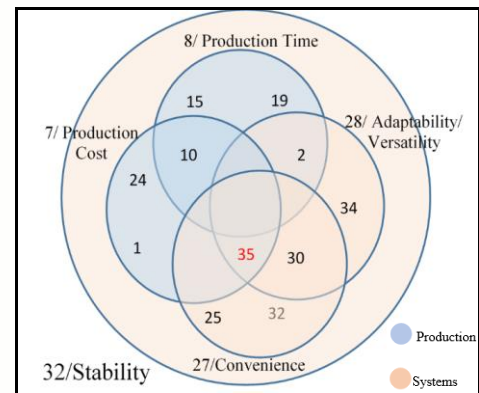 8/ Production Time
15
19
7/ Production
Cost
28/ Adaptability/
Versatility
10
2
24
34
1
35
30
25
32
27/Convenience
32/Stability
Production
Systems